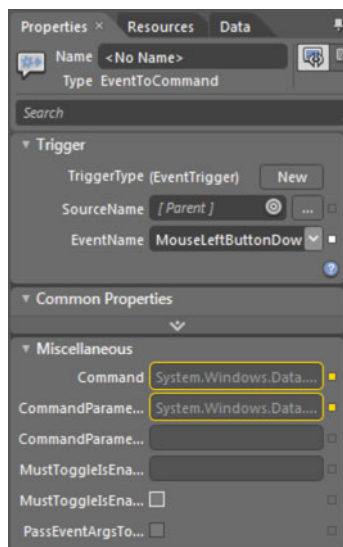 Properties × Resources Data
Name <No Name>
Type EventToCommand
Search
Trigger
TriggerType (EventTrigger) New
SourceName [ Parent ] ...
EventName MouseLeftButtonDow
?
Common Properties
Miscellaneous
Command System.Windows.Data....
CommandParame... System.Windows.Data....
CommandParame...
MustToggleIsEna...
MustToggleIsEna...
PassEventArgsTo...